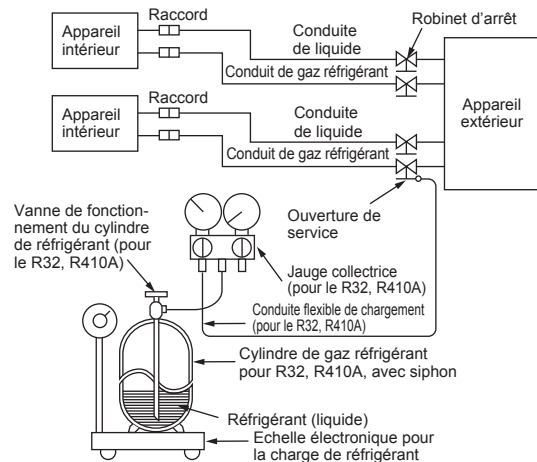 Appareil
intérieur
Raccord
Conduite
de liquide
Robinet d'arrêt
Conduit de gaz réfrigérant
Appareil
extérieur
Appareil
intérieur
Raccord
Conduite
de liquide
Conduit de gaz réfrigérant
Vanne de fonction-
nement du cylindre
de réfrigérant (pour
le R32, R410A)
Ouverture de
service
Jauge collectrice
(pour le R32, R410A)
Conduite flexible de chargement
(pour le R32, R410A)
Cylindre de gaz réfrigérant
pour R32, R410A, avec siphon
Réfrigérant (liquide)
Echelle électronique pour
la charge de réfrigérant